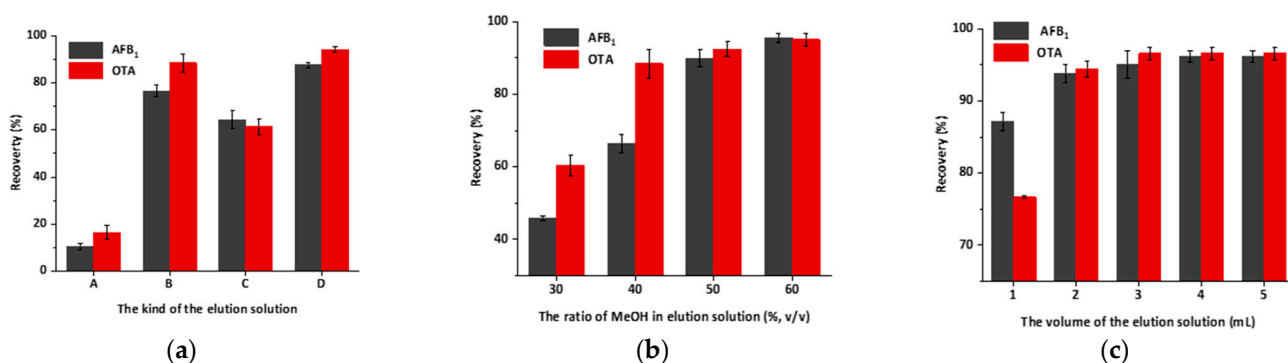 100
80
60
40
20
0
Recoverty (%)
AFB1
OTA
A B C D
The kind of the elution solution
(a)
100
80
60
40
Recovery (%)
AFB1
OTA
30 40 50 60
The ratio of MeOH in elution solution (%, v/v)
(b)
100
90
80
70
Recovery (%)
AFB1
OTA
1 2 3 4 5
The volume of the elution solution (mL)
(c)